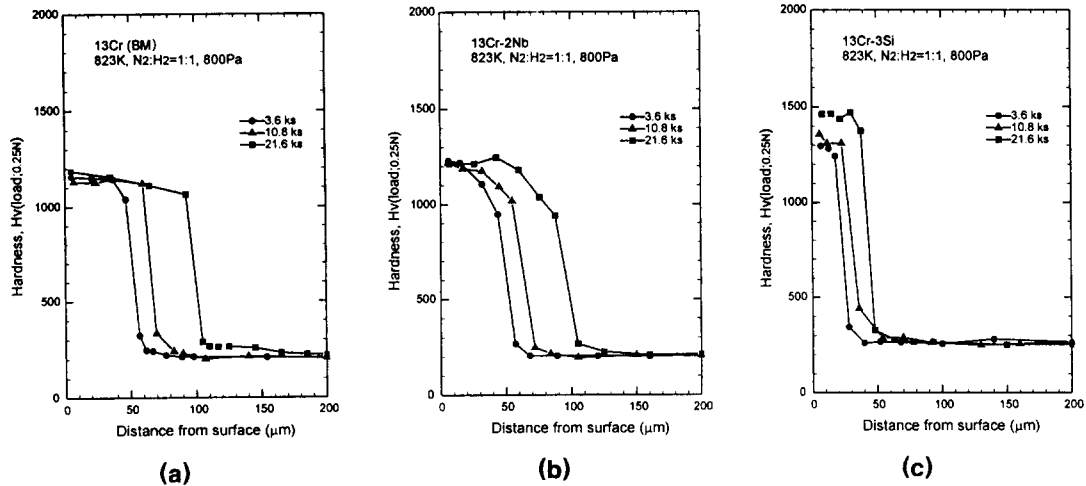 2000
1500
1000
500
0
Hardness, Hv(load;0.25N)
13Cr (BM)
823K, N2:H2=1:1, 800Pa
3.6 ks
10.8 ks
21.6 ks
0 50 100 150 200
Distance from surface (μm)
(a)
2000
1500
1000
500
0
Hardness, Hv(load;0.25N)
13Cr-2Nb
823K, N2:H2=1:1, 800Pa
3.6 ks
10.8 ks
21.6 ks
0 50 100 150 200
Distance from surface (μm)
(b)
2000
1500
1000
500
0
Hardness, Hv(load;0.25N)
13Cr-3Si
823K, N2:H2=1:1, 800Pa
3.6 ks
10.8 ks
21.6 ks
0 50 100 150 200
Distance from surface (μm)
(c)